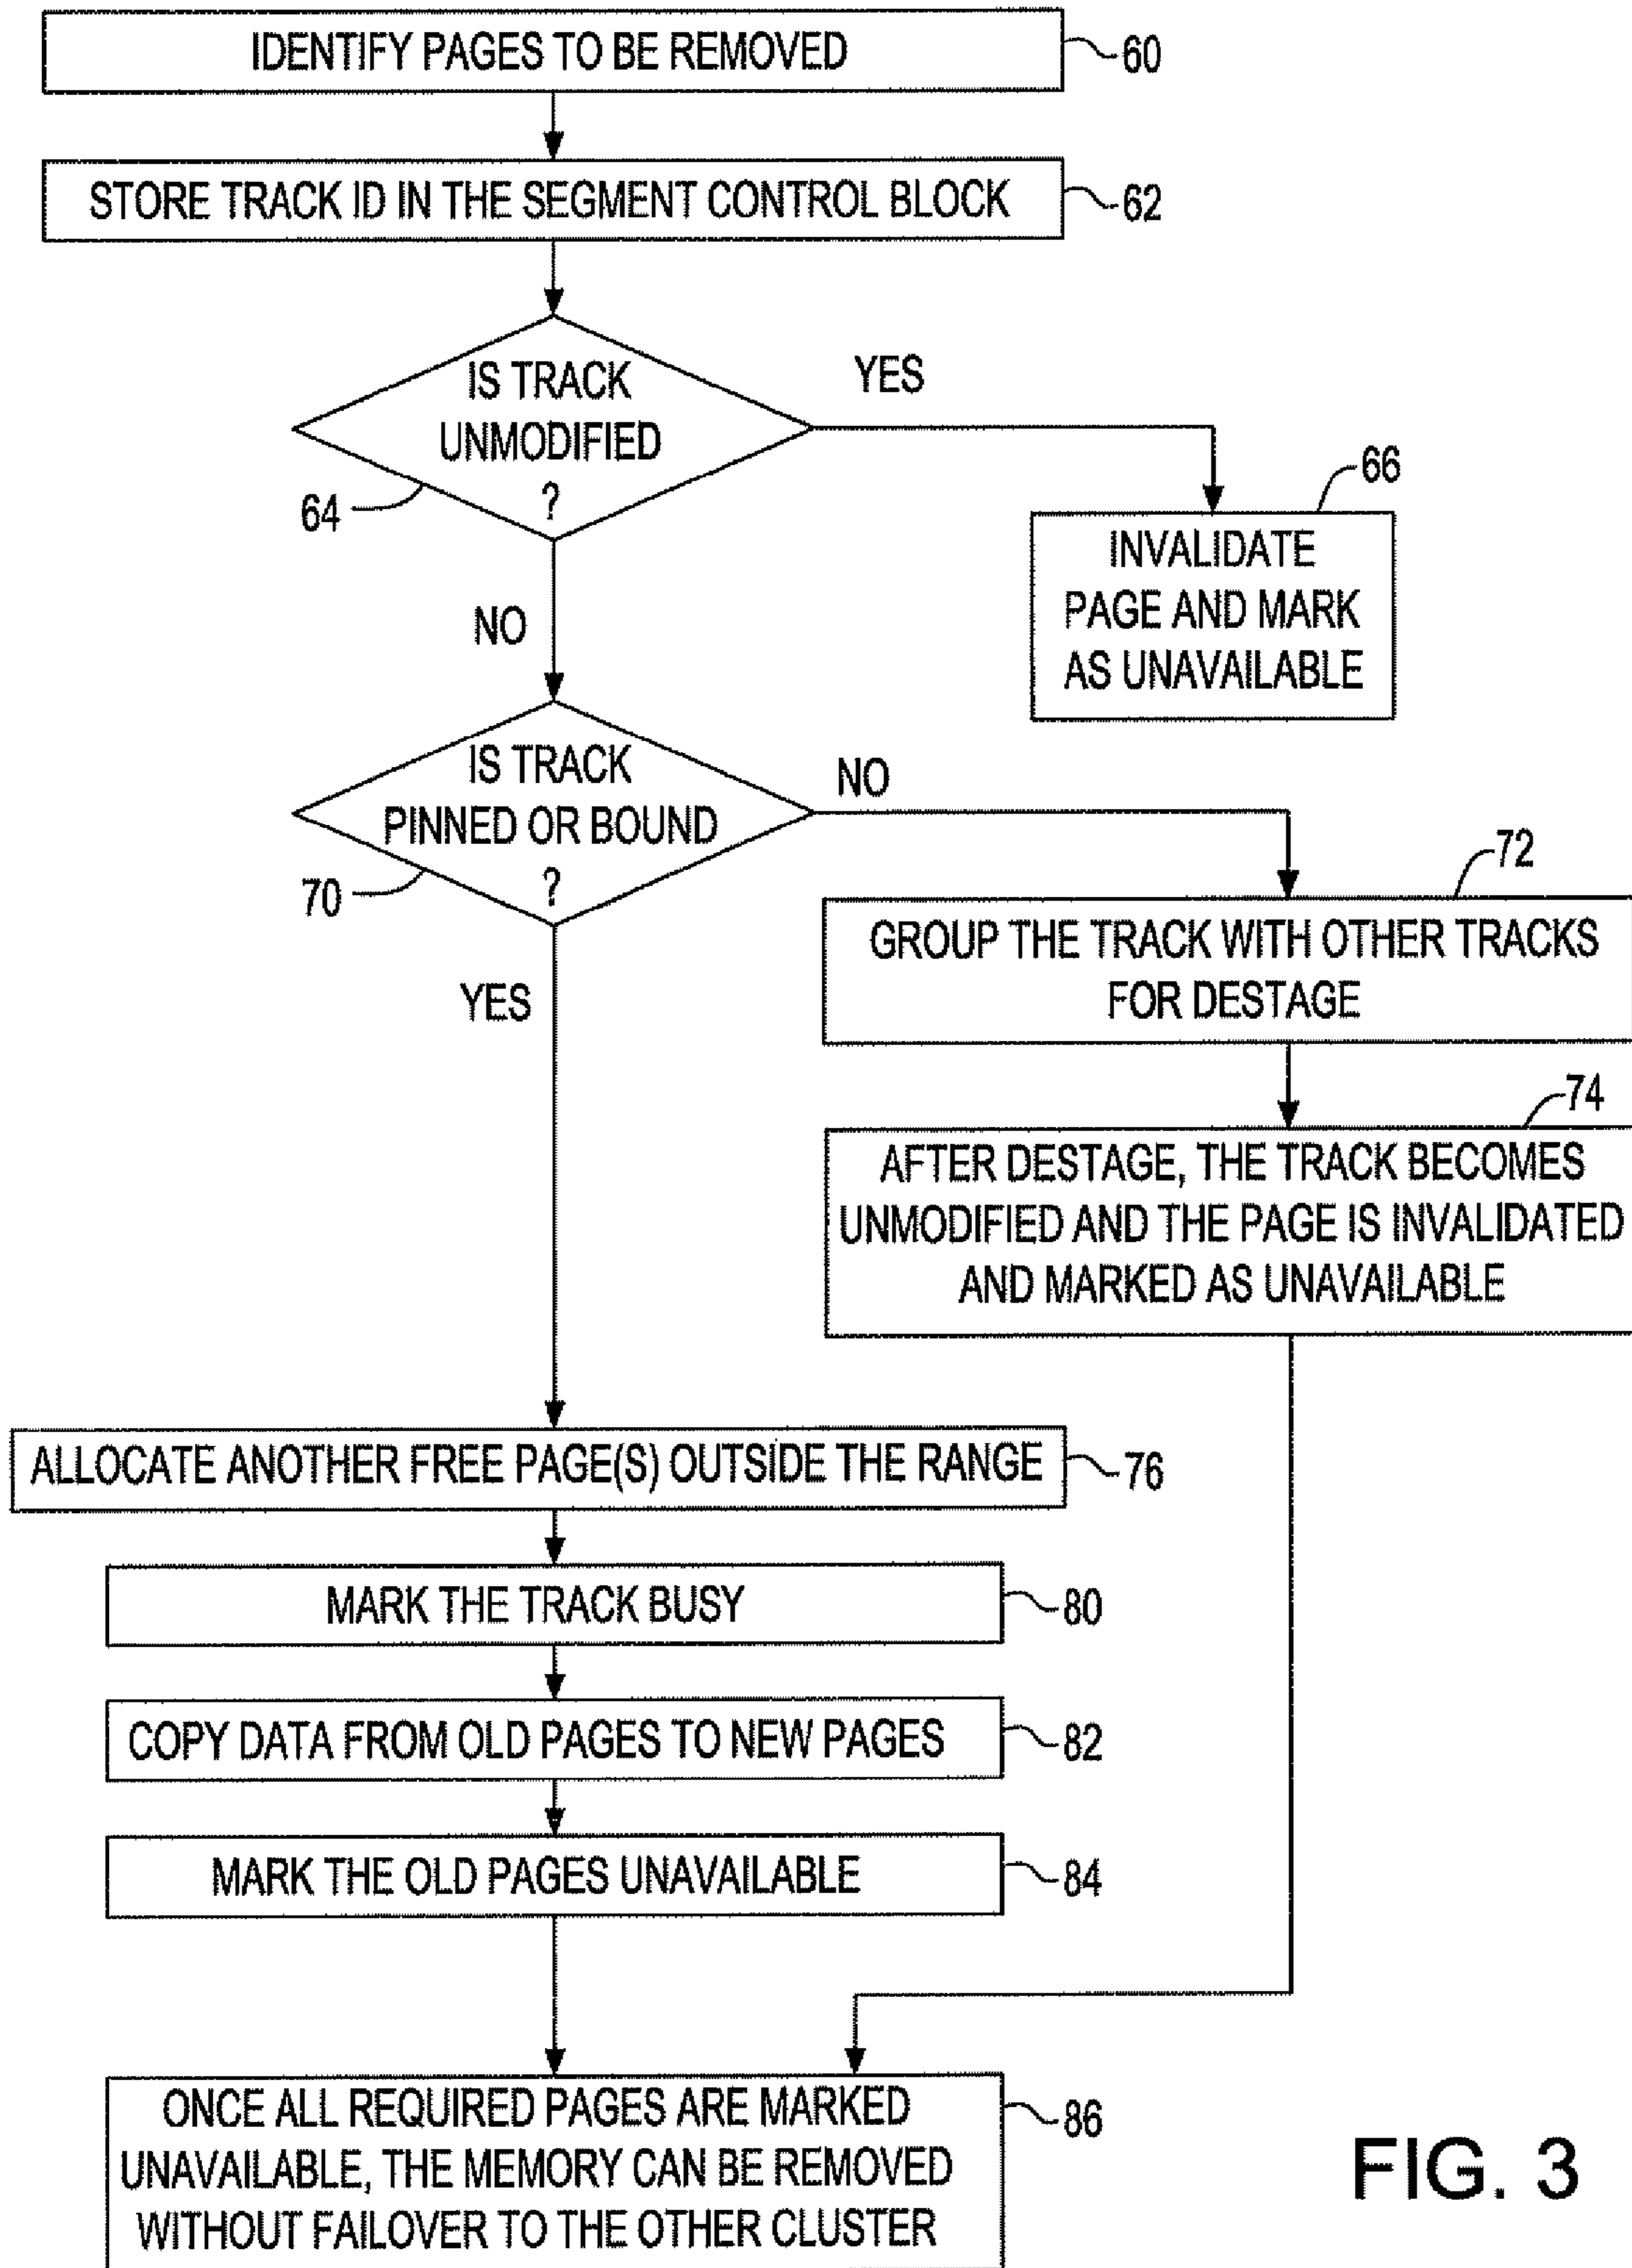 IDENTIFY PAGES TO BE REMOVED
60
STORE TRACK ID IN THE SEGMENT CONTROL BLOCK
62
IS TRACK
UNMODIFIED
?
64
YES
66
INVALIDATE
PAGE AND MARK
AS UNAVAILABLE
NO
IS TRACK
PINNED OR BOUND
?
70
NO
72
GROUP THE TRACK WITH OTHER TRACKS
FOR DESTAGE
YES
74
AFTER DESTAGE, THE TRACK BECOMES
UNMODIFIED AND THE PAGE IS INVALIDATED
AND MARKED AS UNAVAILABLE
ALLOCATE ANOTHER FREE PAGE(S) OUTSIDE THE RANGE
76
MARK THE TRACK BUSY
80
COPY DATA FROM OLD PAGES TO NEW PAGES
82
MARK THE OLD PAGES UNAVAILABLE
84
ONCE ALL REQUIRED PAGES ARE MARKED
UNAVAILABLE, THE MEMORY CAN BE REMOVED
WITHOUT FAILOVER TO THE OTHER CLUSTER
86
FIG. 3